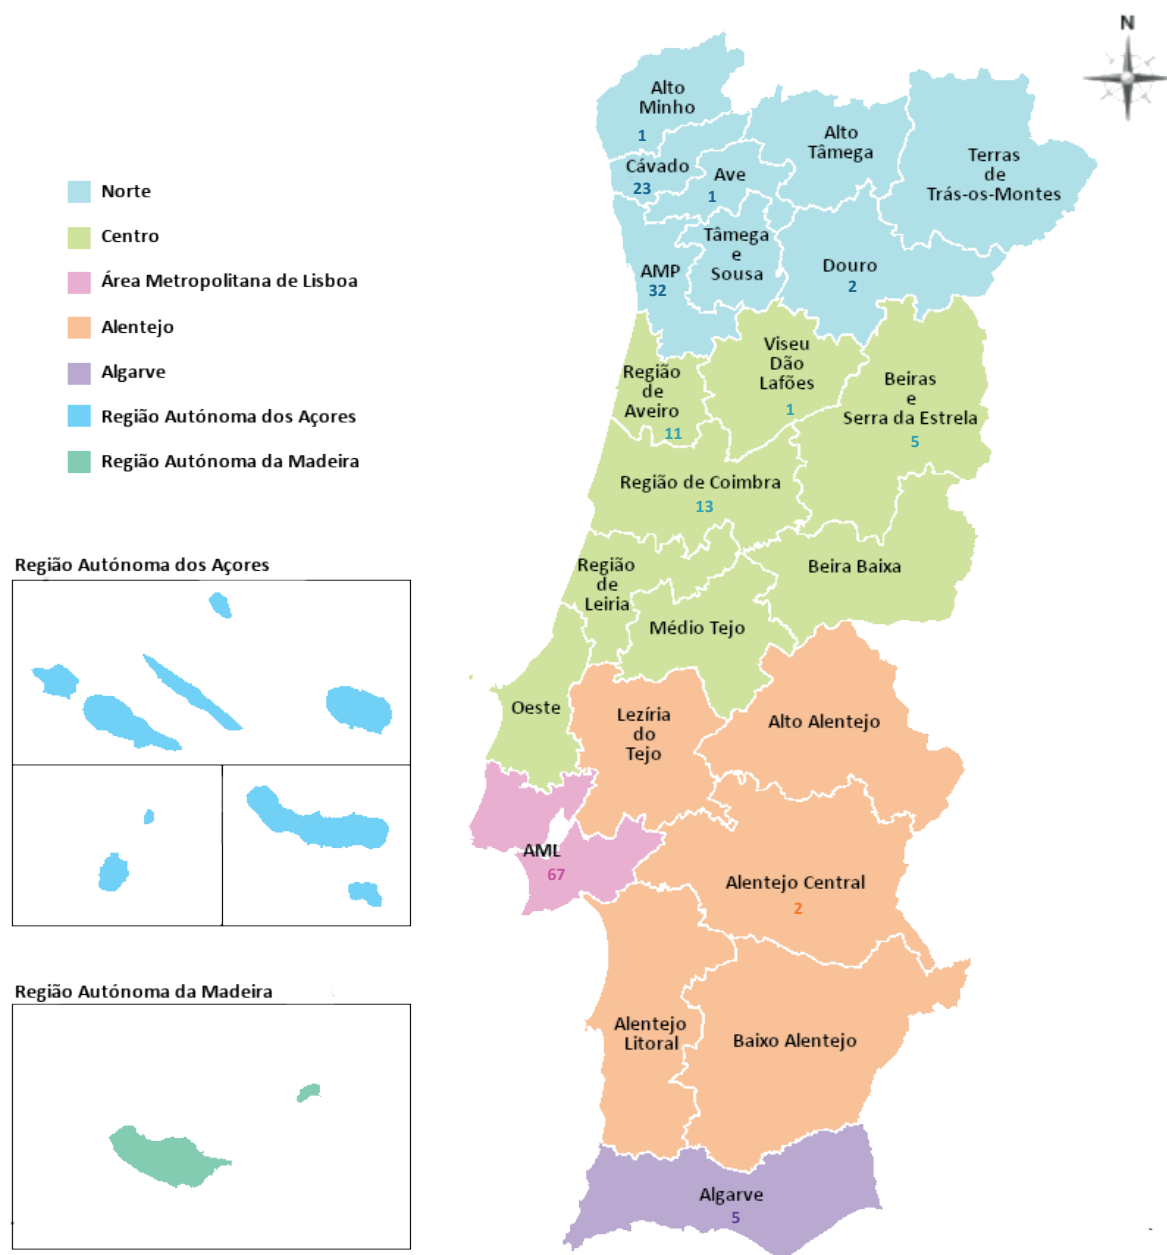 N
Alto
Minho
1
Cávado
23
Ave
1
Alto
Tâmega
Terras
de
Trás-os-Montes
Tâmega
e
Sousa
AMP
32
Douro
2
Norte
Centro
Área Metropolitana de Lisboa
Alentejo
Algarve
Região Autónoma dos Açores
Região Autónoma da Madeira
Região
de
Aveiro
11
Viseu
Dão
Lafões
1
Beiras
e
Serra da Estrela
5
Região de Coimbra
13
Região
de
Leiria
Beira Baixa
Médio Tejo
Oeste
Lezíria
do
Tejo
Alto Alentejo
AML
67
Alentejo Central
2
Alentejo
Litoral
Baixo Alentejo
Algarve
5
Região Autónoma dos Açores
Região Autónoma da Madeira